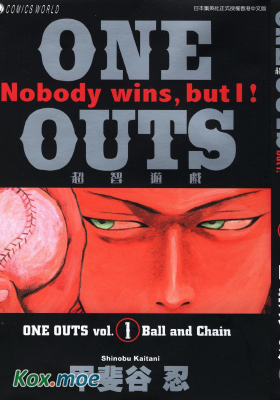 COMICS WORLD
日本集英社正式授權香港中文版
ONE
Nobody wins, but I!
OUTS
超智遊戲
ONE OUTS vol. 1 Ball and Chain
Shinobu Kaitani
甲斐谷 忍
Kox.moe